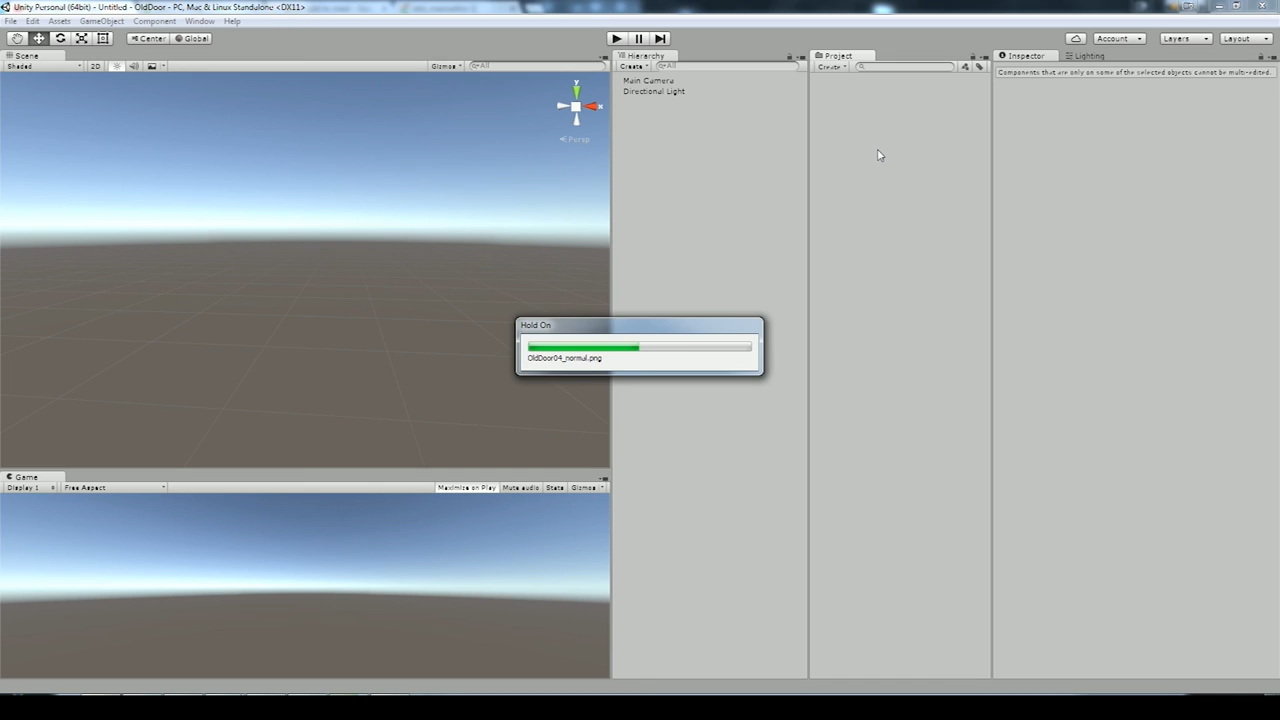 Unity Personal (64bit) - Untitled - OldDoor - PC, Mac & Linux Standalone <DX11>
File Edit Assets GameObject Component Window Help
Center Global Account Layers Layout
Scene Hierarchy Project Inspector Lighting
Shaded 2D Gizmos All Create All Create
Components that are only on some of the selected objects cannot be multi-edited.
Main Camera
Directional Light
y
x
Persp
Hold On
OldDoor04_normal.png
Game
Display 1 Free Aspect Maximize on Play Mute audio Stats Gizmos